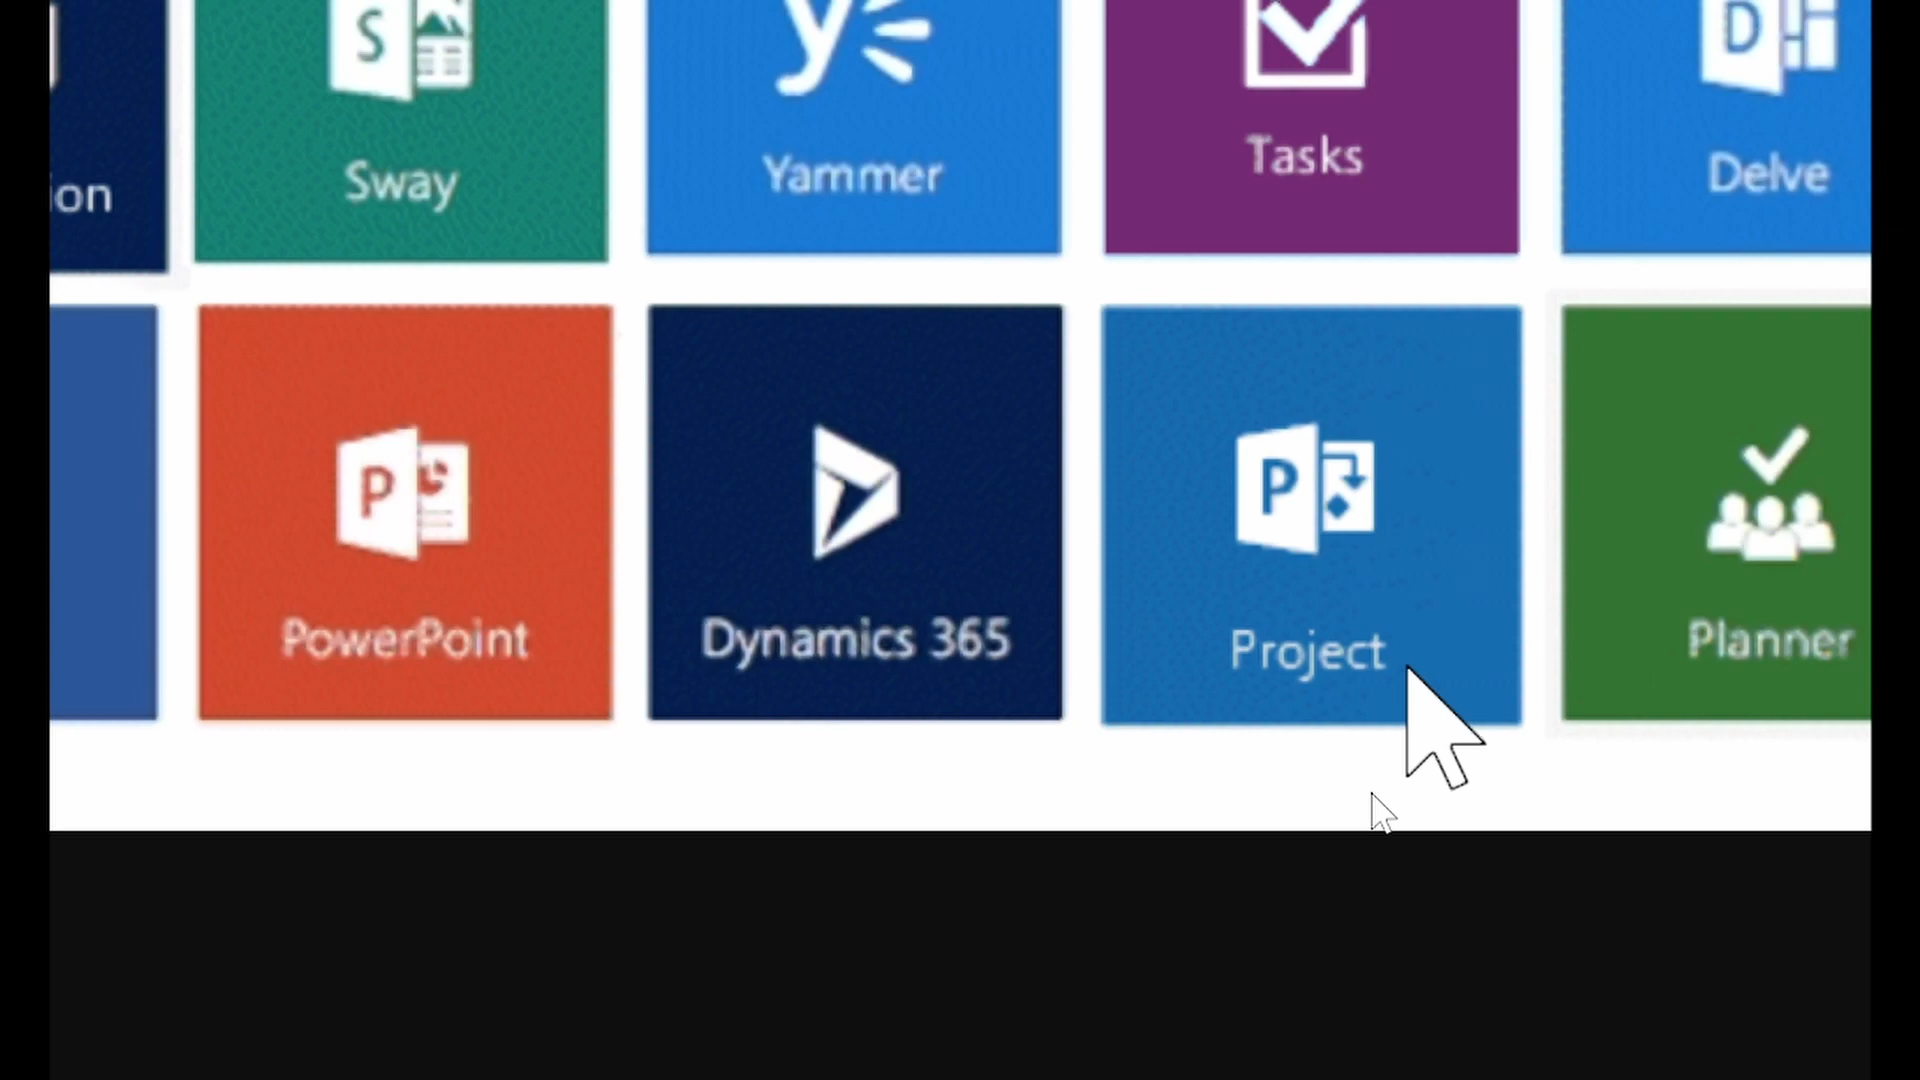 ion
Sway
Yammer
Tasks
Delve
PowerPoint
Dynamics 365
Project
Planner